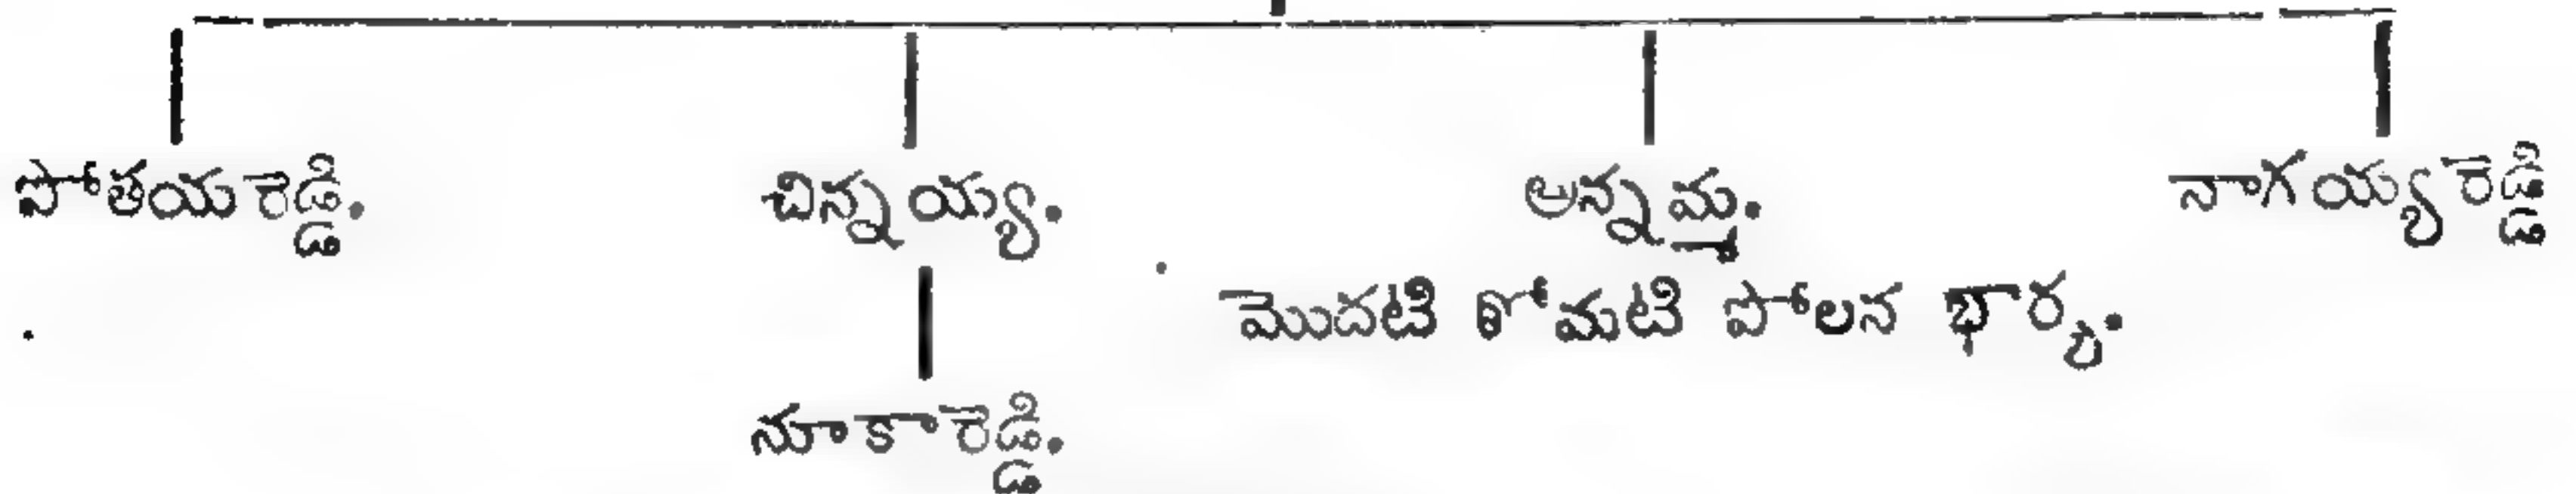 పోతయరెడ్డి. చిన్నయ్య. అన్నమ్మ. నాగయ్యరెడ్డి
మొదటి కోమటి పోలన భార్య.
నూకారెడ్డి.